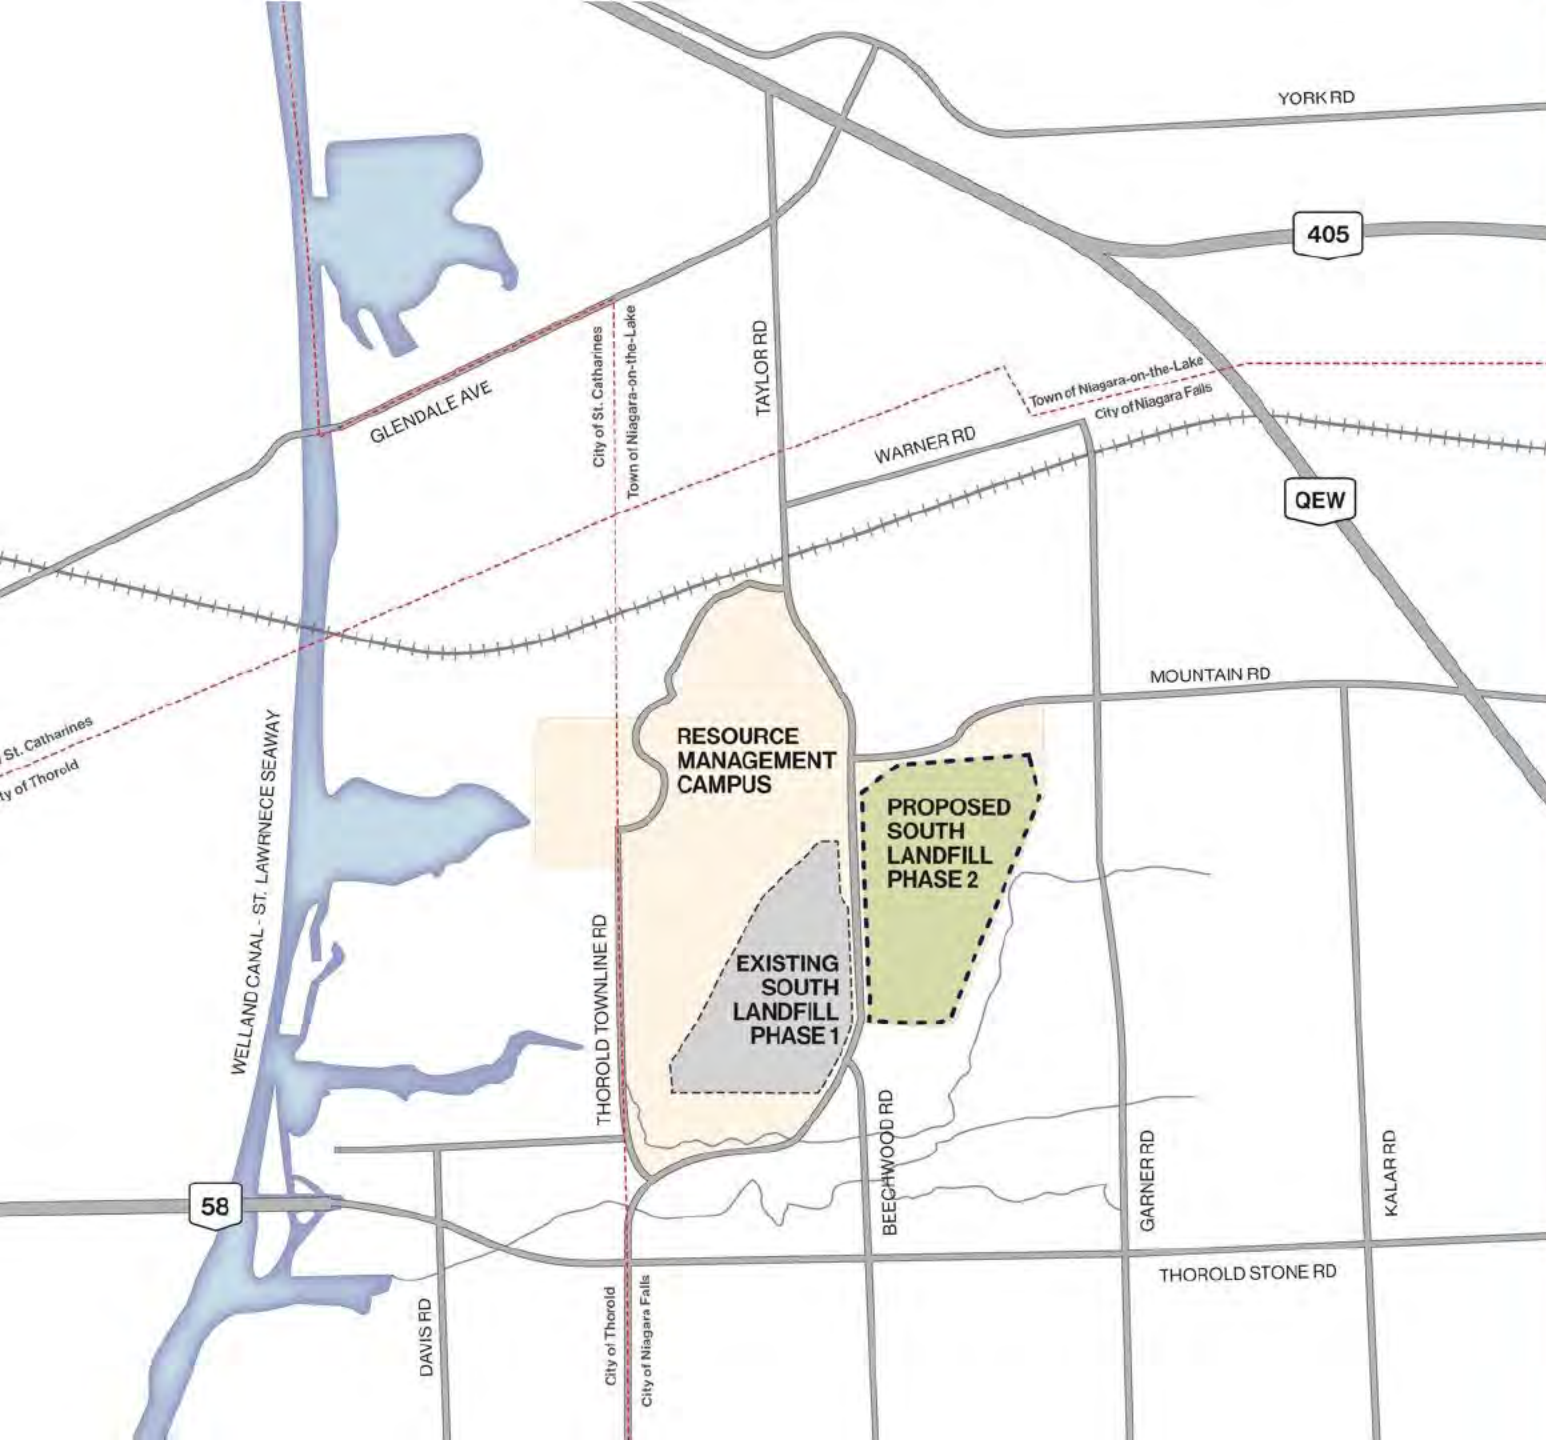 YORK RD
405
City of St. Catharines
Town of Niagara-on-the-Lake
TAYLOR RD
GLENDALE AVE
Town of Niagara-on-the-Lake
City of Niagara Falls
WARNER RD
QEW
MOUNTAIN RD
St. Catharines
ty of Thorold
WELLAND CANAL - ST. LAWRNECE SEAWAY
RESOURCE
MANAGEMENT
CAMPUS
PROPOSED
SOUTH
LANDFILL
PHASE 2
EXISTING
SOUTH
LANDFILL
PHASE 1
THOROLD TOWNLINE RD
BEECHWOOD RD
GARNER RD
KALAR RD
58
THOROLD STONE RD
DAVIS RD
City of Thorold
City of Niagara Falls